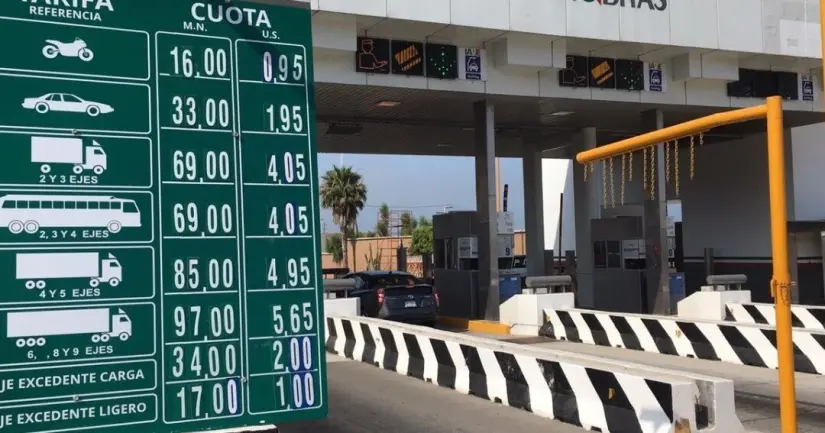 TARIFA CUOTA
REFERENCIA M.N. U.S.
16,00 0.95
33,00 1.95
69,00 4.05
2 Y 3 EJES
69,00 4.05
2, 3 Y 4 EJES
85,00 4.95
4 Y 5 EJES
97,00 5.65
6, ,8 Y 9 EJES
JE EXCEDENTE CARGA 34,00 2.00
JE EXCEDENTE LIGERO 17,00 1.00